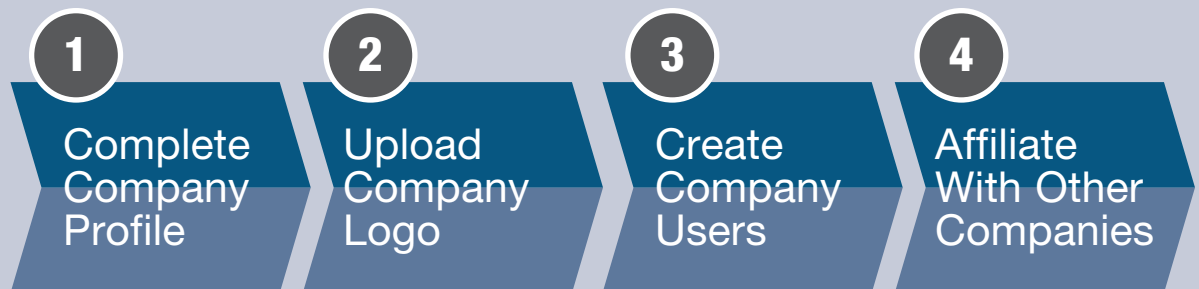 1
Complete
Company
Profile
2
Upload
Company
Logo
3
Create
Company
Users
4
Affiliate
With Other
Companies